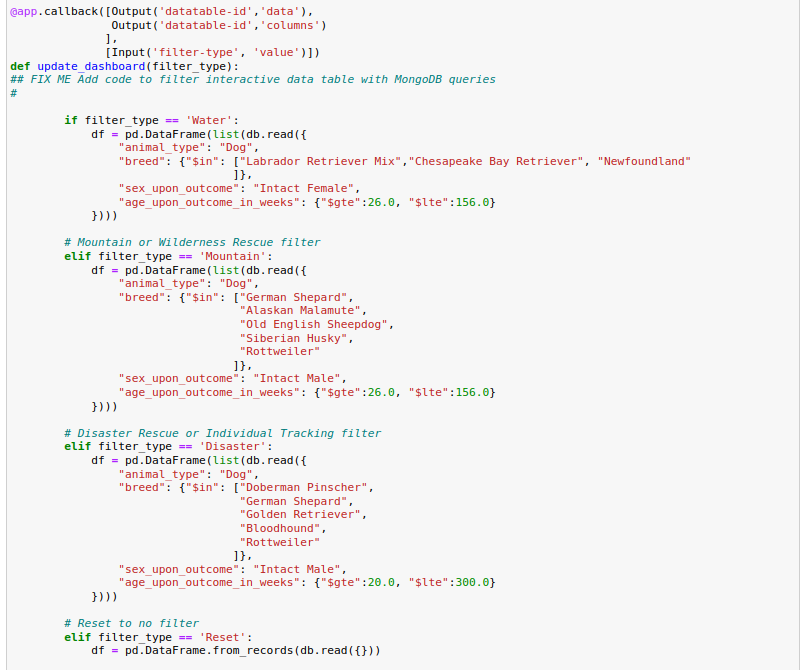 @app.callback([Output('datatable-id','data'),
               Output('datatable-id','columns')
              ],
              [Input('filter-type', 'value')])
def update_dashboard(filter_type):
## FIX ME Add code to filter interactive data table with MongoDB queries
#
        if filter_type == 'Water':
            df = pd.DataFrame(list(db.read({
                "animal_type": "Dog",
                "breed": {"$in": ["Labrador Retriever Mix","Chesapeake Bay Retriever", "Newfoundland"
                                 ]},
                "sex_upon_outcome": "Intact Female",
                "age_upon_outcome_in_weeks": {"$gte":26.0, "$lte":156.0}
            })))
        # Mountain or Wilderness Rescue filter
        elif filter_type == 'Mountain':
            df = pd.DataFrame(list(db.read({
                "animal_type": "Dog",
                "breed": {"$in": ["German Shepard",
                                  "Alaskan Malamute",
                                  "Old English Sheepdog",
                                  "Siberian Husky",
                                  "Rottweiler"
                                 ]},
                "sex_upon_outcome": "Intact Male",
                "age_upon_outcome_in_weeks": {"$gte":26.0, "$lte":156.0}
            })))
        # Disaster Rescue or Individual Tracking filter
        elif filter_type == 'Disaster':
            df = pd.DataFrame(list(db.read({
                "animal_type": "Dog",
                "breed": {"$in": ["Doberman Pinscher",
                                  "German Shepard",
                                  "Golden Retriever",
                                  "Bloodhound",
                                  "Rottweiler"
                                 ]},
                "sex_upon_outcome": "Intact Male",
                "age_upon_outcome_in_weeks": {"$gte":20.0, "$lte":300.0}
            })))
        # Reset to no filter
        elif filter_type == 'Reset':
            df = pd.DataFrame.from_records(db.read({}))